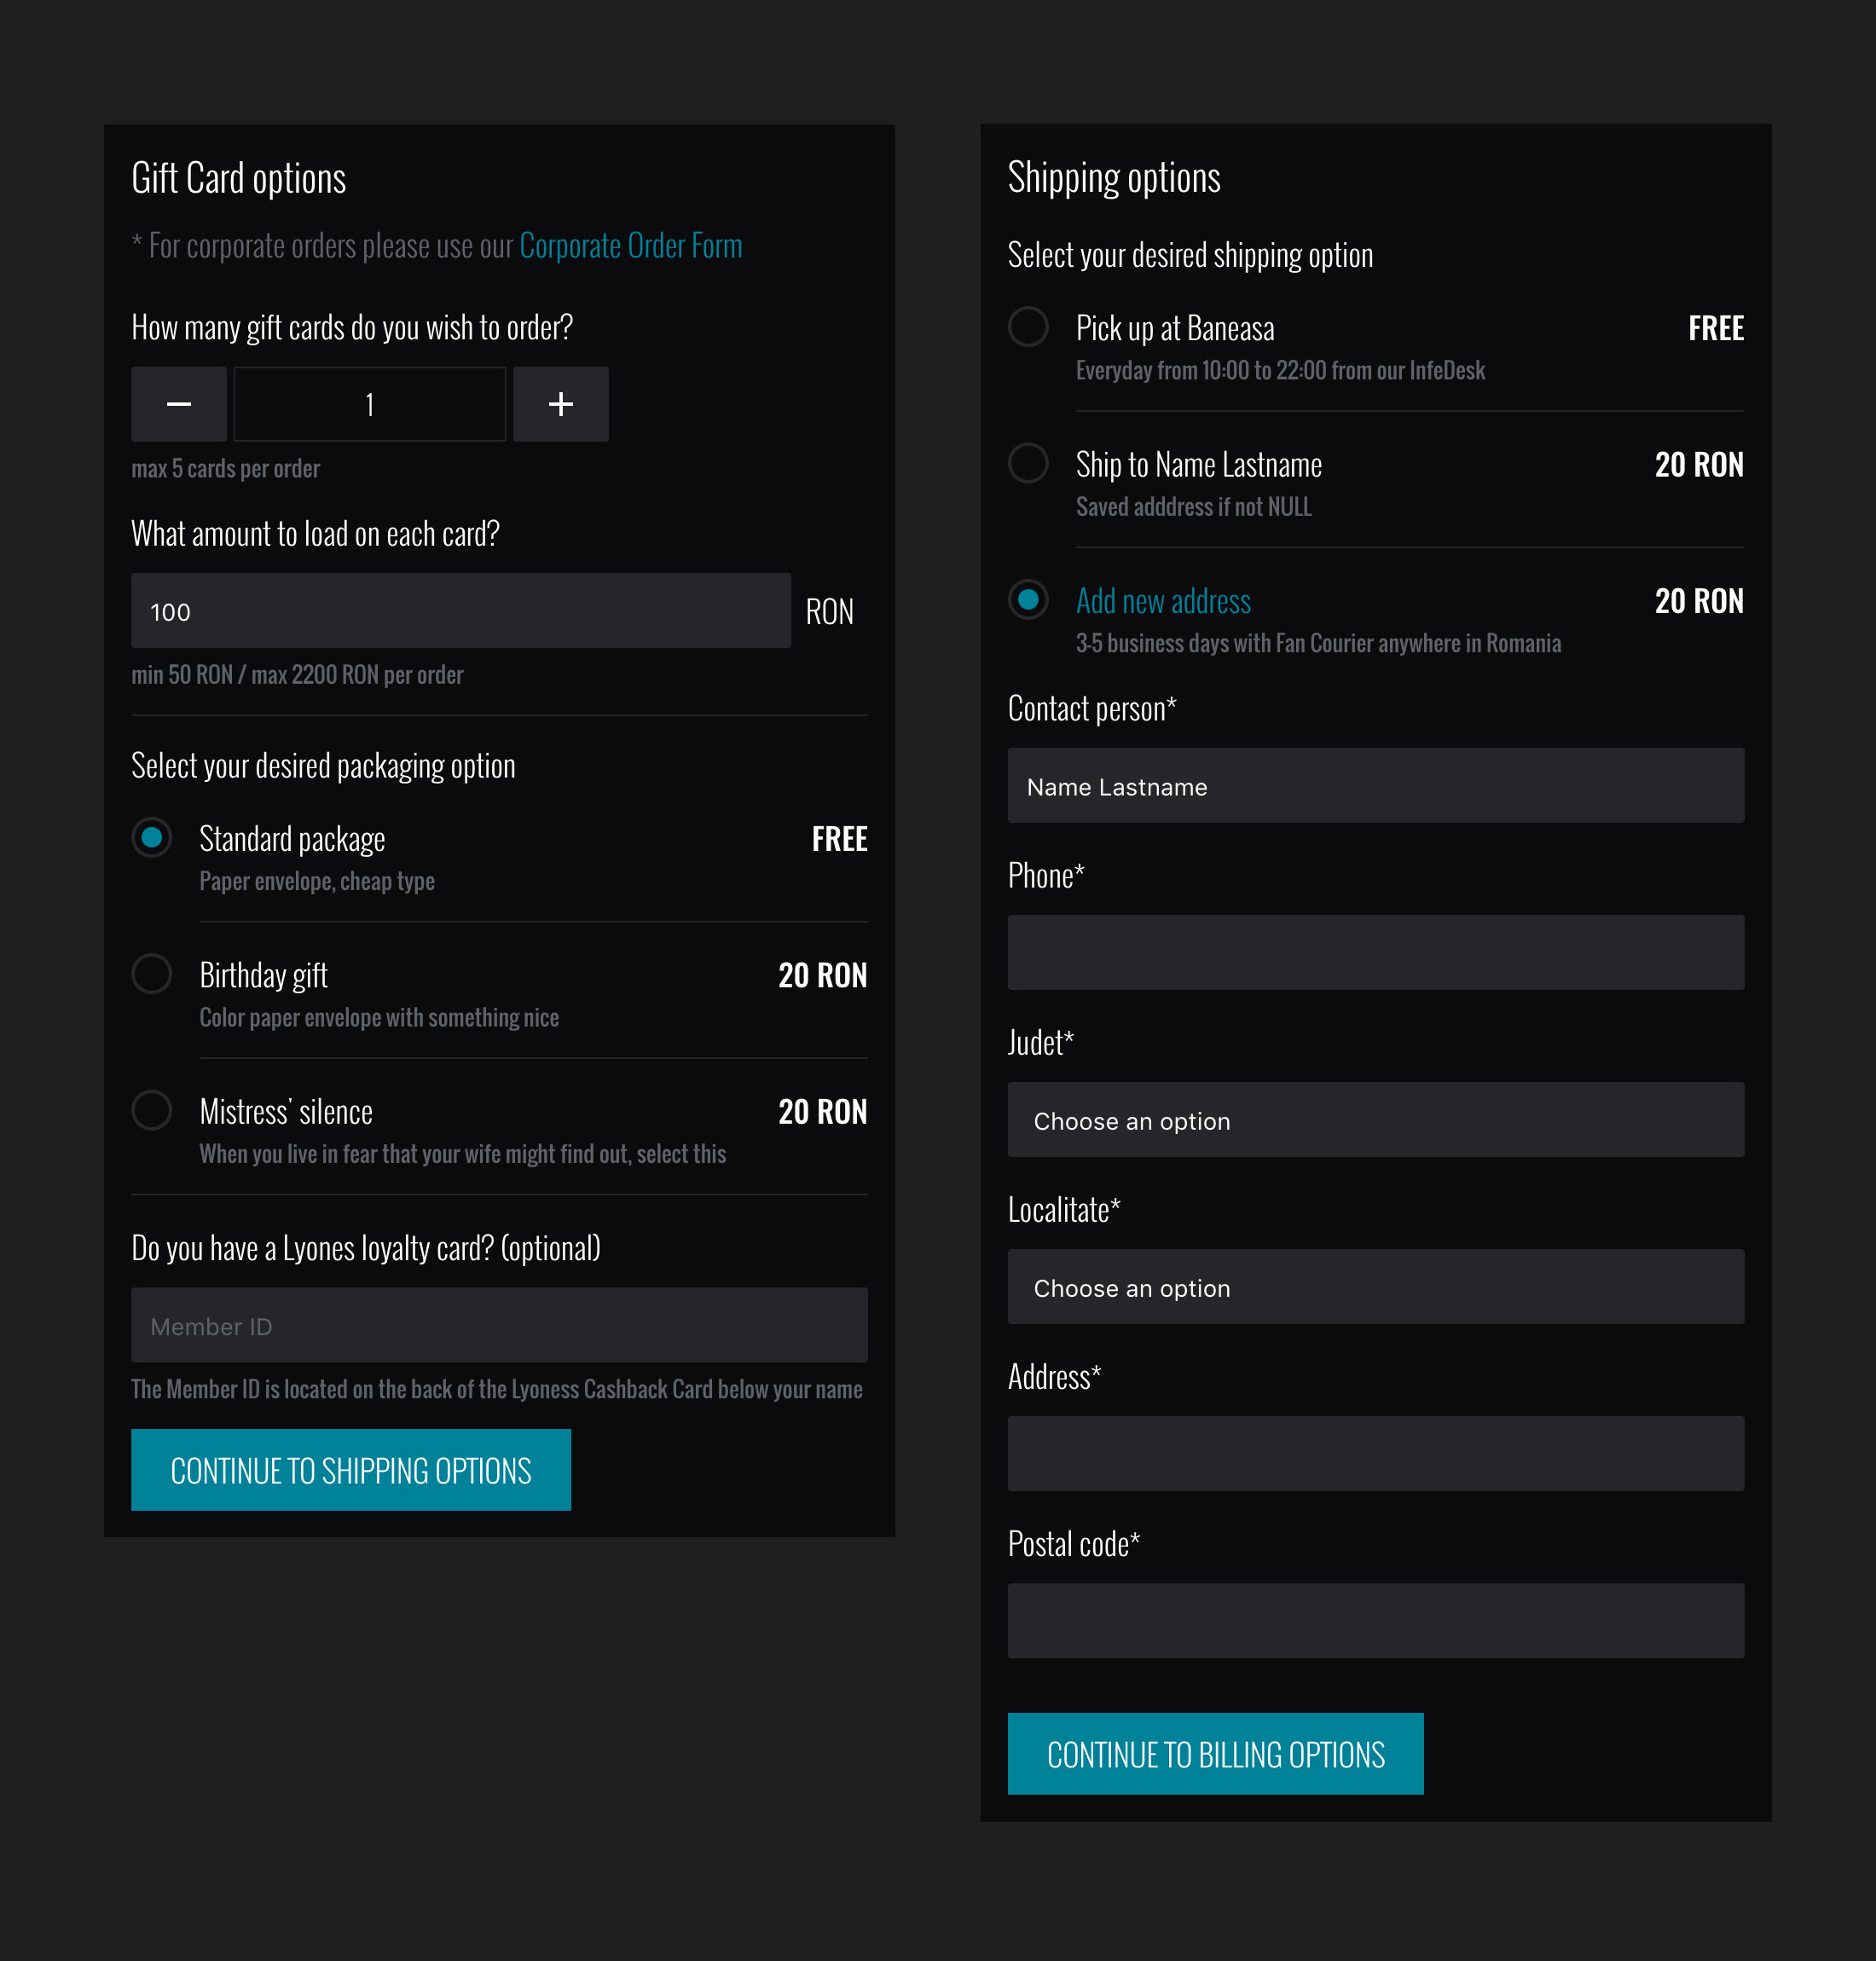 Gift Card options
* For corporate orders please use our Corporate Order Form
How many gift cards do you wish to order?
− 1 +
max 5 cards per order
What amount to load on each card?
100 RON
min 50 RON / max 2200 RON per order
Select your desired packaging option
Standard package FREE
Paper envelope, cheap type
Birthday gift 20 RON
Color paper envelope with something nice
Mistress' silence 20 RON
When you live in fear that your wife might find out, select this
Do you have a Lyones loyalty card? (optional)
Member ID
The Member ID is located on the back of the Lyoness Cashback Card below your name
CONTINUE TO SHIPPING OPTIONS
Shipping options
Select your desired shipping option
Pick up at Baneasa FREE
Everyday from 10:00 to 22:00 from our InfeDesk
Ship to Name Lastname 20 RON
Saved adddress if not NULL
Add new address 20 RON
3-5 business days with Fan Courier anywhere in Romania
Contact person*
Name Lastname
Phone*
Judet*
Choose an option
Localitate*
Choose an option
Address*
Postal code*
CONTINUE TO BILLING OPTIONS